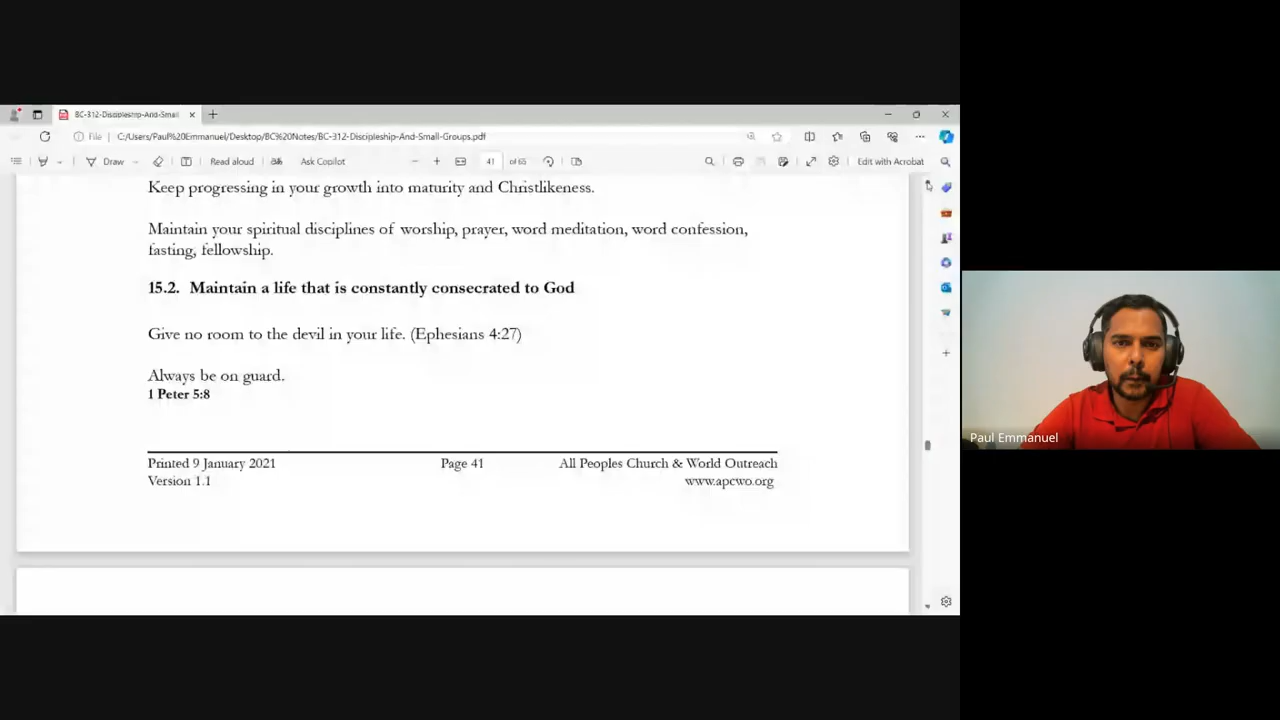 BC-312-Discipleship-And-Small
File
C:/Users/Paul%20Emmanuel/Desktop/BC%20Notes/BC-312-Discipleship-And-Small-Groups.pdf
Draw
Read aloud
Ask Copilot
41
of 65
Edit with Acrobat
Keep progressing in your growth into maturity and Christlikeness.
Maintain your spiritual disciplines of worship, prayer, word meditation, word confession,
fasting, fellowship.
15.2. Maintain a life that is constantly consecrated to God
Give no room to the devil in your life. (Ephesians 4:27)
Always be on guard.
1 Peter 5:8
Printed 9 January 2021
Page 41
All Peoples Church & World Outreach
Version 1.1
www.apcwo.org
Paul Emmanuel